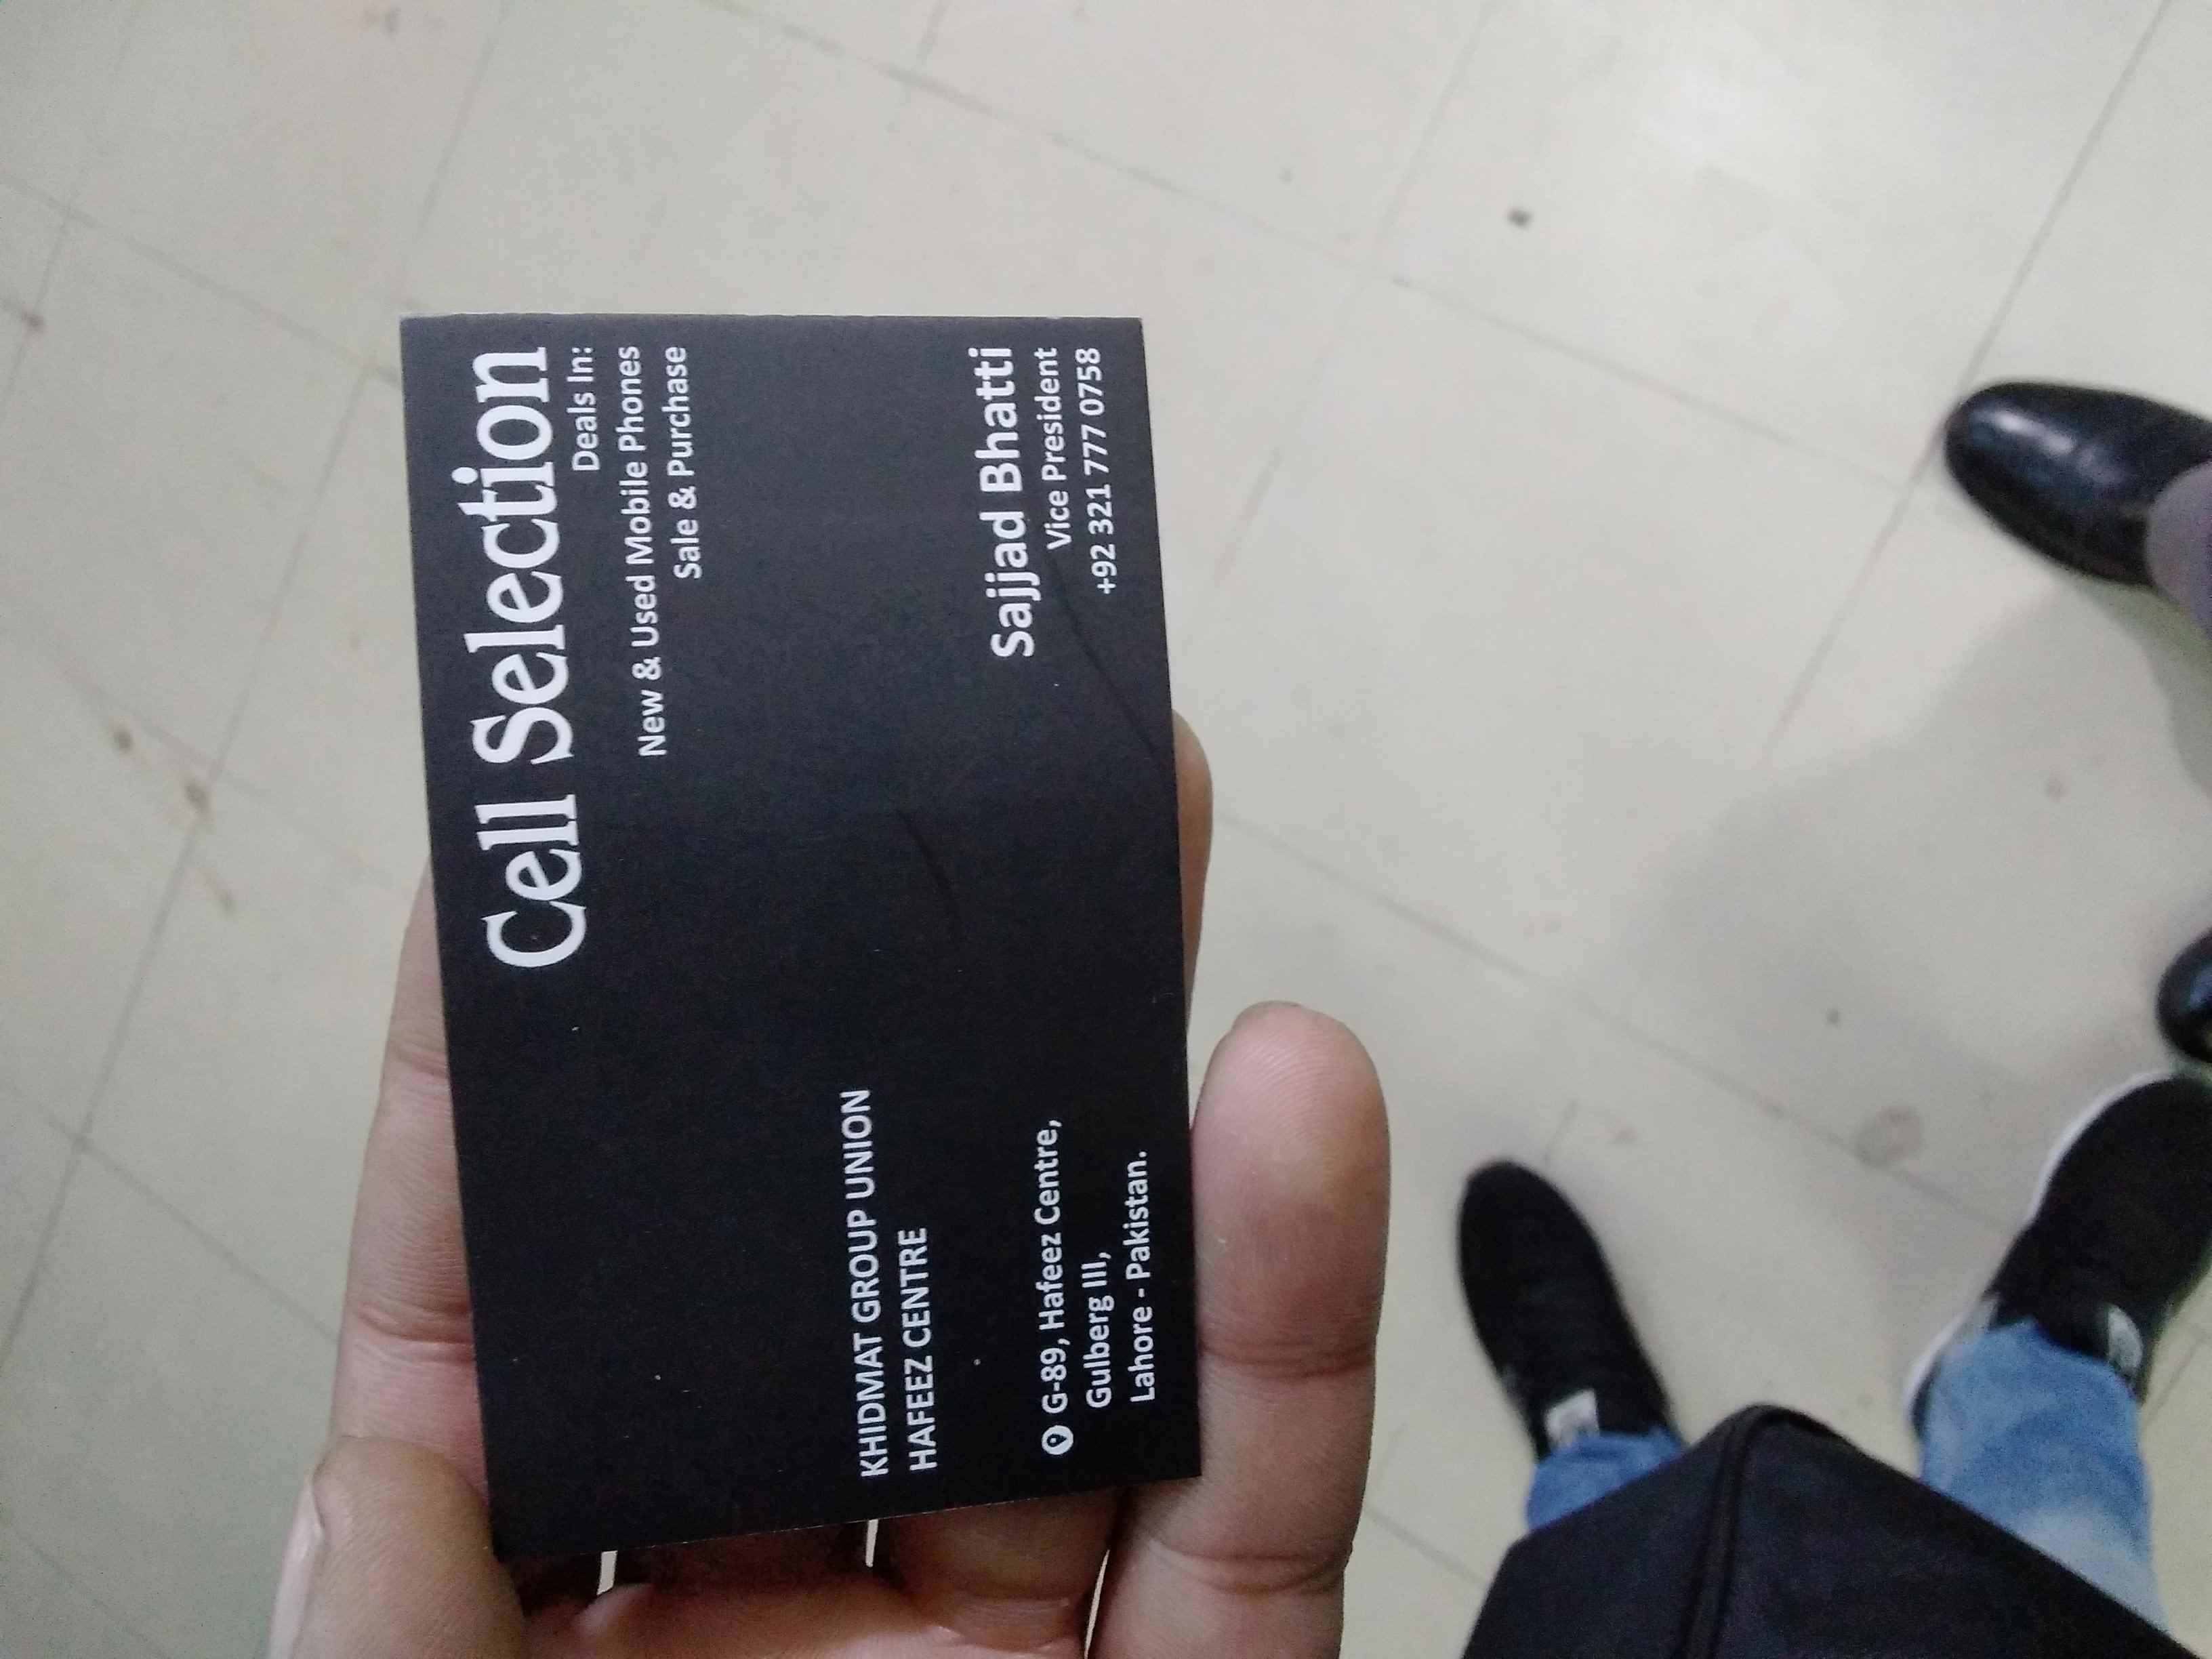 Cell Selection
Deals In:
New & Used Mobile Phones
Sale & Purchase
KHIDMAT GROUP UNION
HAFEEZ CENTRE
G-89, Hafeez Centre,
Gulberg III,
Lahore - Pakistan.
Sajjad Bhatti
Vice President
+92 321 777 0758